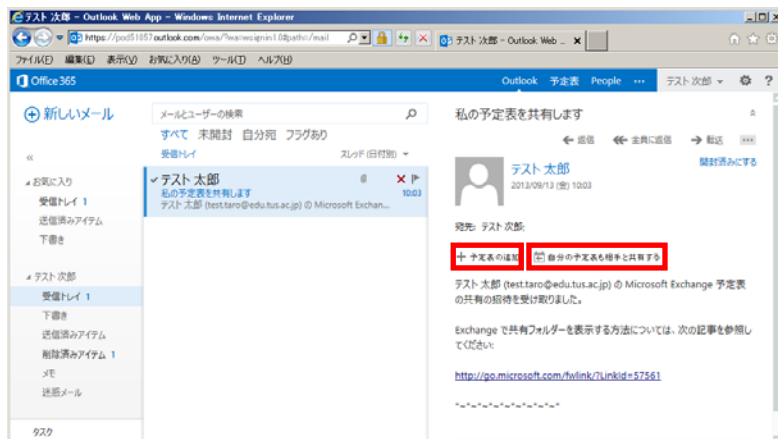 テスト 次郎 - Outlook Web App - Windows Internet Explorer
https://pod51057.outlook.com/owa/?wa=wsignin1.0&path=/mail
テスト 次郎 - Outlook Web ...
ファイル(F) 編集(E) 表示(V) お気に入り(A) ツール(T) ヘルプ(H)
Office 365
Outlook 予定表 People ••• テスト 次郎 ?
新しいメール
メールとユーザーの検索
すべて 未開封 自分宛 フラグあり
受信トレイ スレッド (日付別)
«
お気に入り
受信トレイ 1
送信済みアイテム
下書き
テスト 次郎
受信トレイ 1
下書き
送信済みアイテム
削除済みアイテム 1
メモ
迷惑メール
タスク
テスト 太郎
私の予定表を共有します 10:03
テスト 太郎 (test.taro@edu.tus.ac.jp) の Microsoft Exchan...
私の予定表を共有します
返信 全員に返信 転送 •••
開封済みにする
テスト 太郎
2013/09/13 (金) 10:03
宛先: テスト 次郎;
+ 予定表の追加 自分の予定表も相手と共有する
テスト 太郎 (test.taro@edu.tus.ac.jp) の Microsoft Exchange 予定表
の共有の招待を受け取りました。
Exchange で共有フォルダーを表示する方法については、次の記事を参照し
てください:
http://go.microsoft.com/fwlink/?LinkId=57561
*~*~*~*~*~*~*~*~*~*